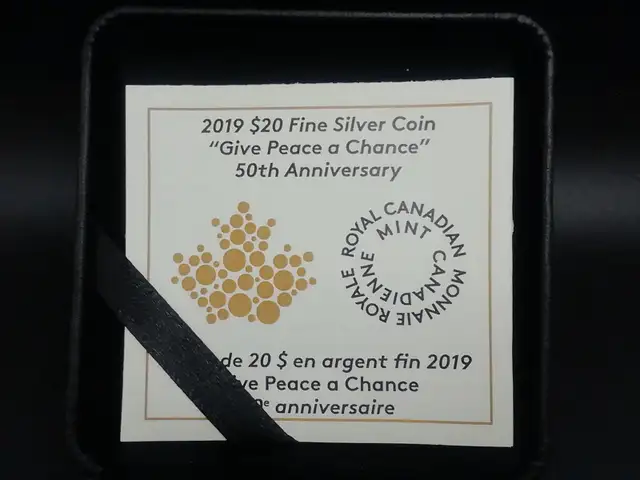 2019 $20 Fine Silver Coin
“Give Peace a Chance”
50th Anniversary
ROYAL CANADIAN MINT
MONNAIE ROYALE CANADIENNE
de 20 $ en argent fin 2019
Peace a Chance
anniversaire